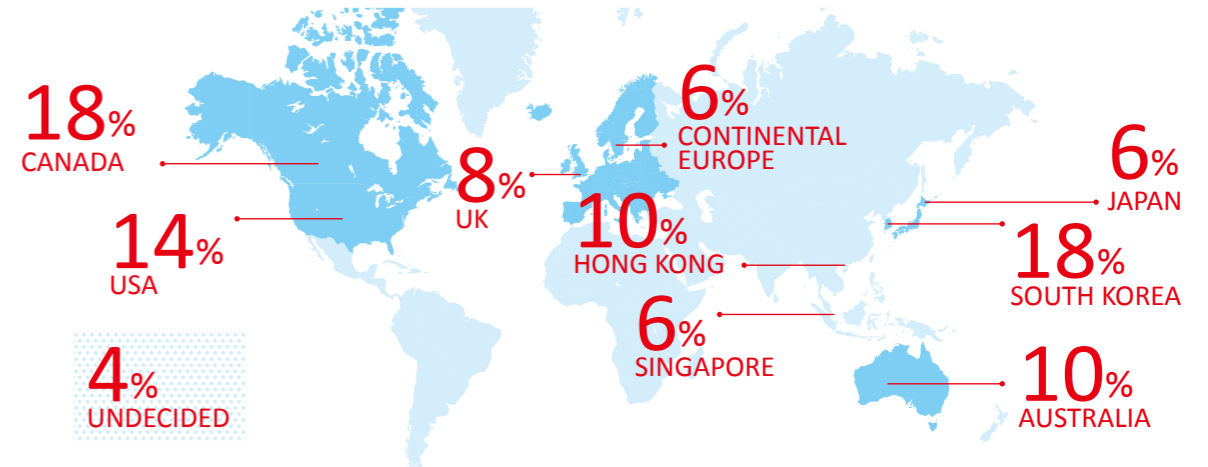 18%
CANADA
14%
USA
4%
UNDECIDED
8%
UK
6%
CONTINENTAL
EUROPE
10%
HONG KONG
6%
SINGAPORE
6%
JAPAN
18%
SOUTH KOREA
10%
AUSTRALIA